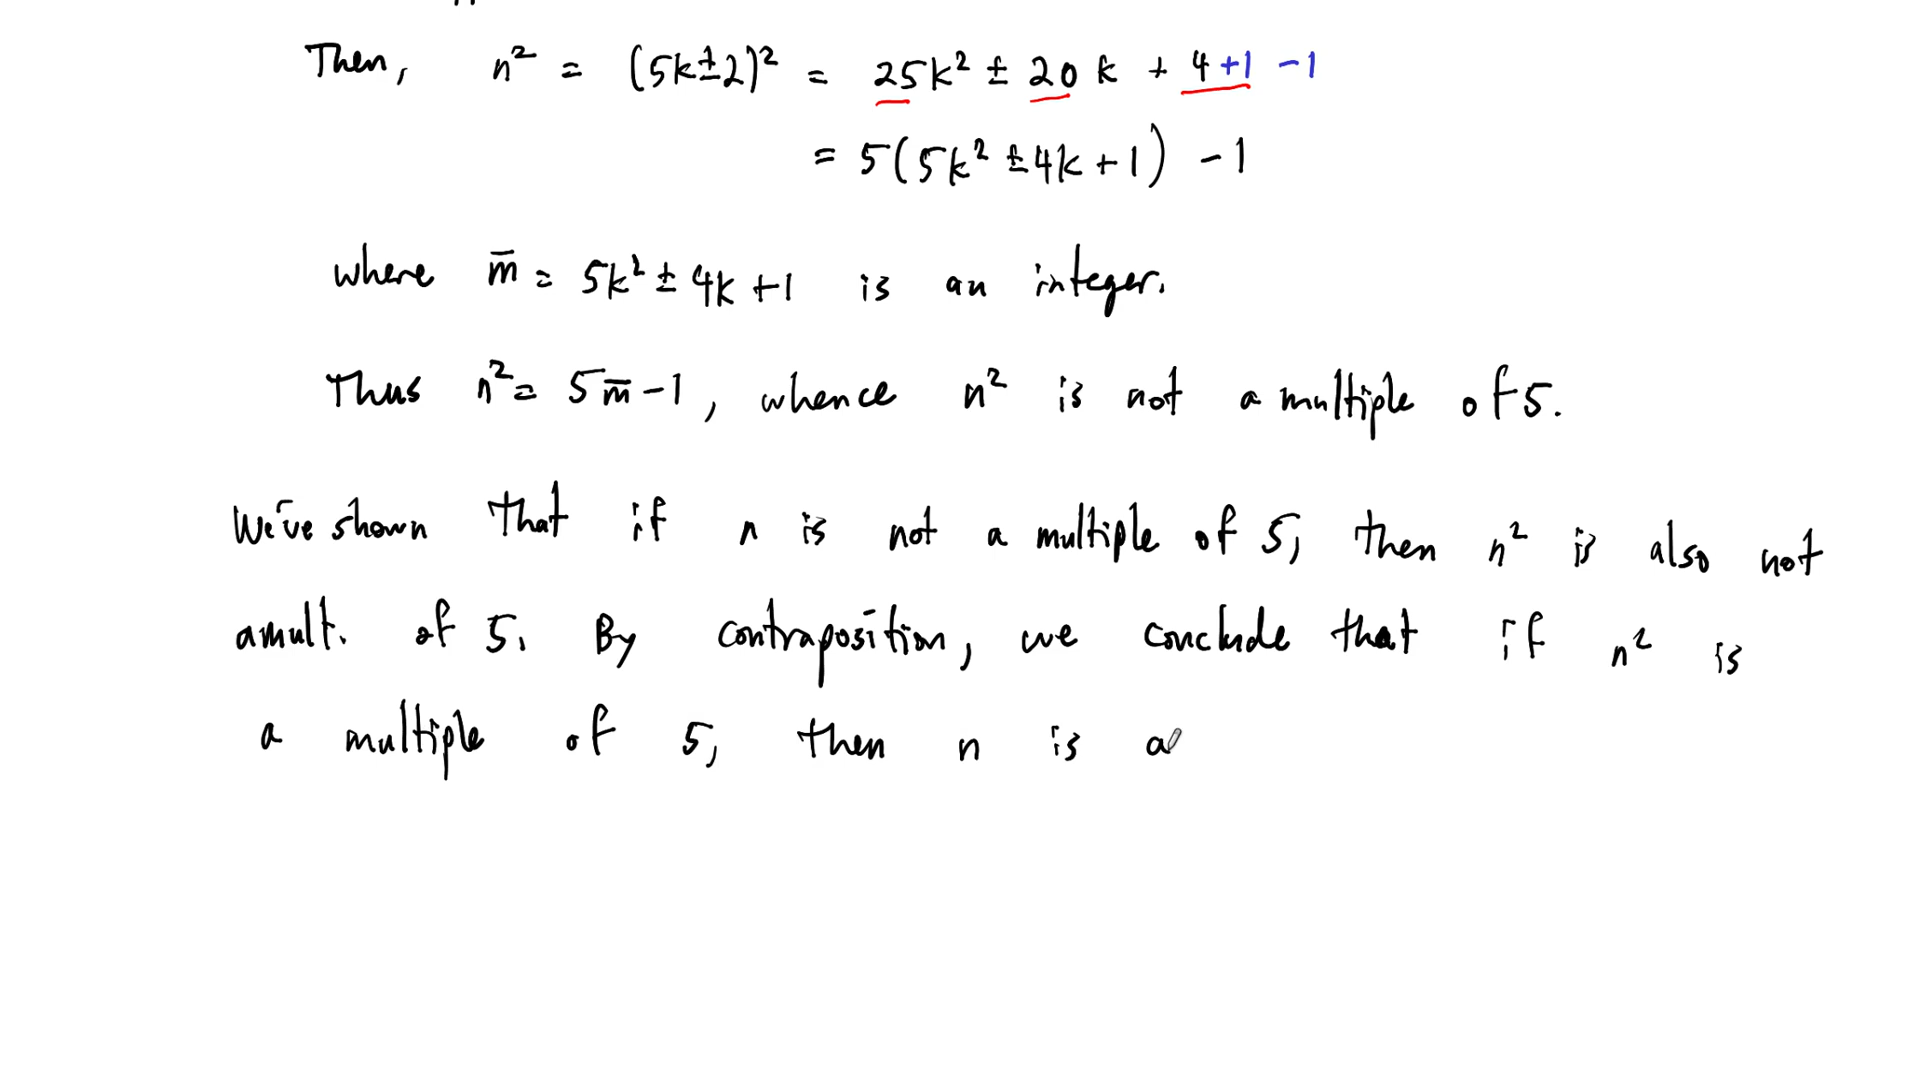 Then, n² = (5k±2)² = 25k² ± 20k + 4 +1 -1
= 5(5k² ±4k+1) -1
where m̄ = 5k² ± 4k +1 is an integer.
Thus n² = 5m̄ -1, whence n² is not a multiple of 5.
We've shown that if n is not a multiple of 5, then n² is also not
a mult. of 5. By contraposition, we conclude that if n² is
a multiple of 5, then n is a